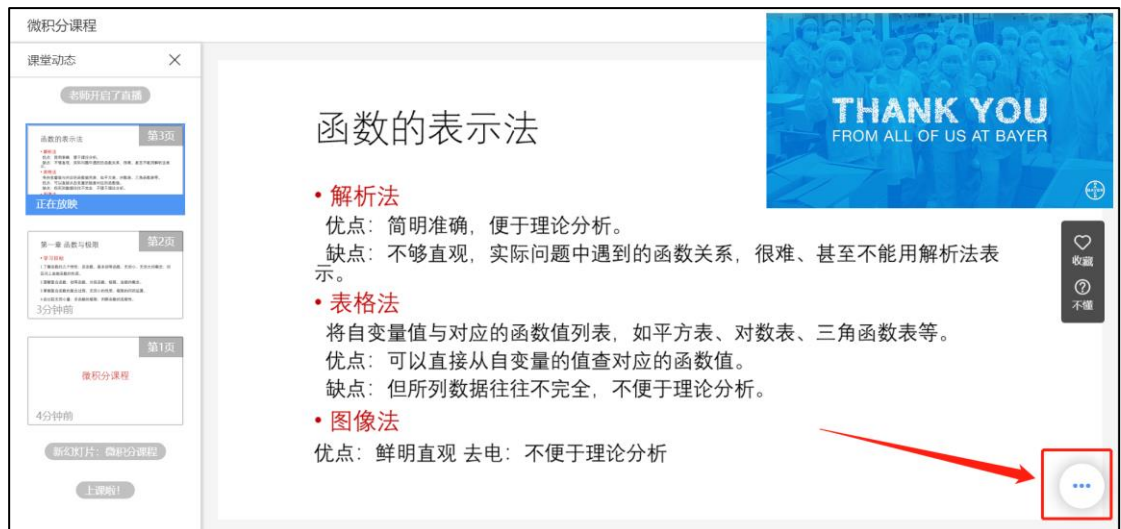 微积分课程
课堂动态
老师开启了直播
第3页
函数的表示法
正在放映
第2页
第一章 函数与极限
•学习目标
3分钟前
第1页
微积分课程
4分钟前
新幻灯片：微积分课程
上课啦！
函数的表示法
• 解析法
优点：简明准确，便于理论分析。
缺点：不够直观，实际问题中遇到的函数关系，很难、甚至不能用解析法表
示。
• 表格法
将自变量值与对应的函数值列表，如平方表、对数表、三角函数表等。
优点：可以直接从自变量的值查对应的函数值。
缺点：但所列数据往往不完全，不便于理论分析。
• 图像法
优点：鲜明直观 去电：不便于理论分析
THANK YOU
FROM ALL OF US AT BAYER
收藏
不懂